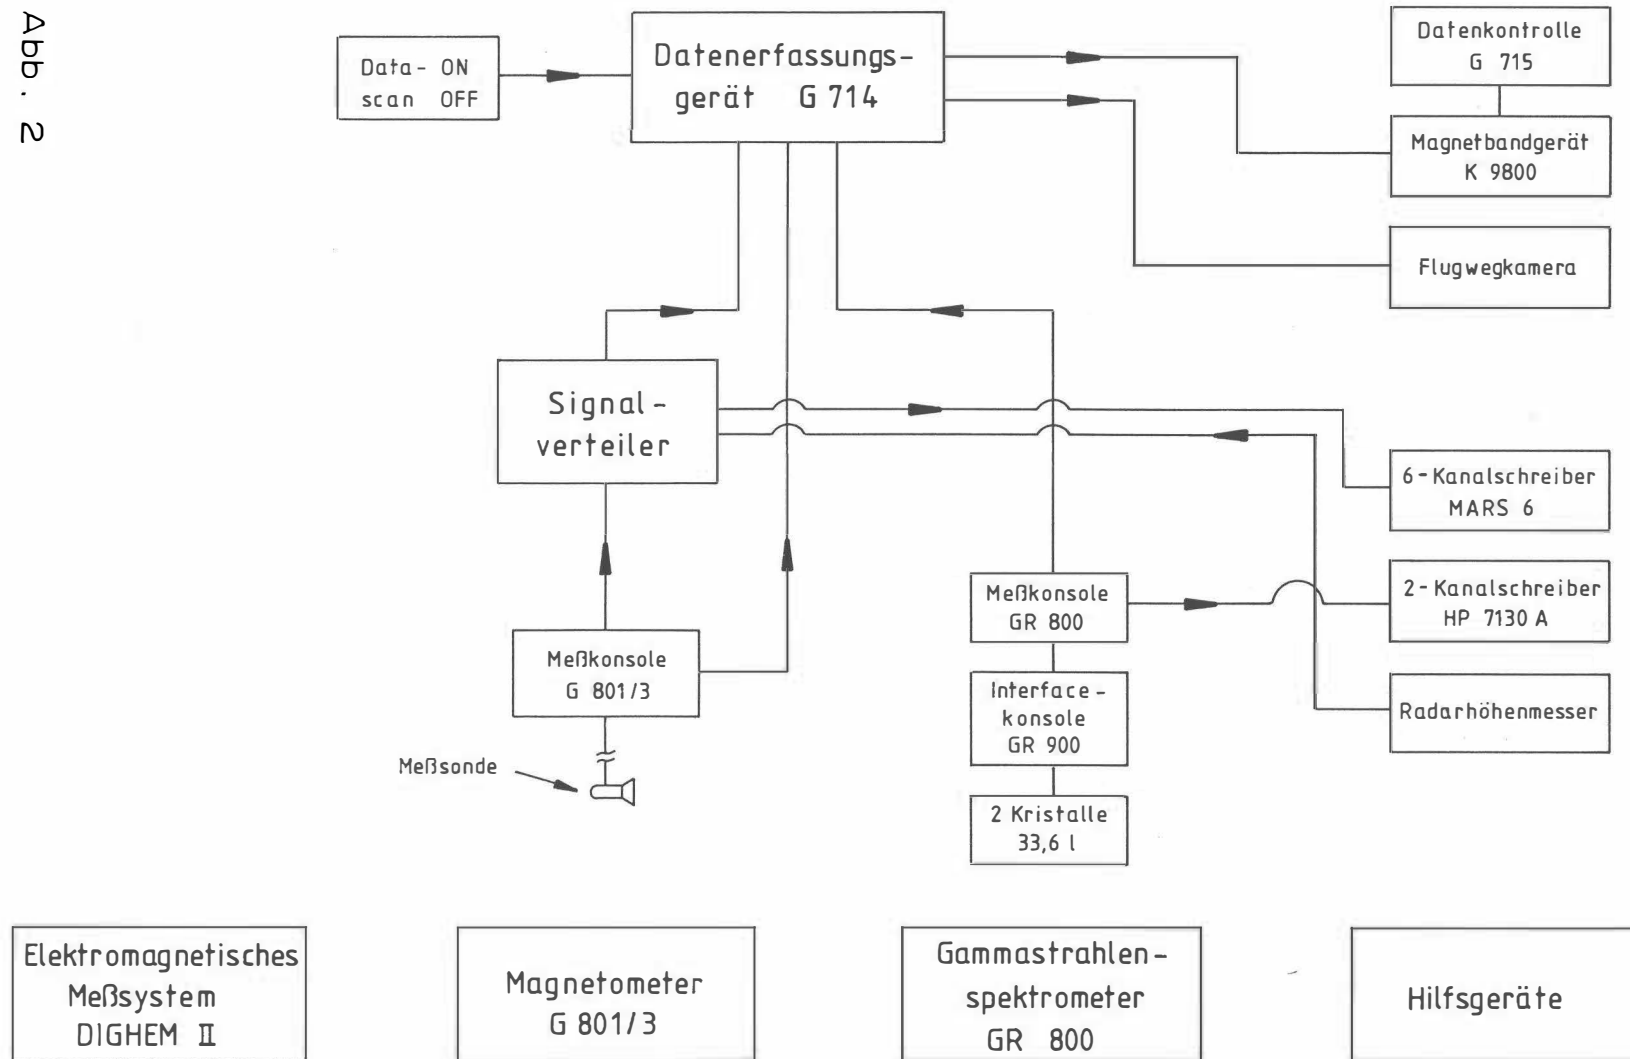 Abb. 2
Data- ON
scan OFF
Datenerfassungs-
gerät G 714
Datenkontrolle
G 715
Magnetbandgerät
K 9800
Flugwegkamera
Signal-
verteiler
6-Kanalschreiber
MARS 6
2-Kanalschreiber
HP 7130 A
Radarhöhenmesser
Meßkonsole
GR 800
Interface-
konsole
GR 900
2 Kristalle
33,6 l
Meßkonsole
G 801/3
Meßsonde
Elektromagnetisches
Meßsystem
DIGHEM II
Magnetometer
G 801/3
Gammastrahlen-
spektrometer
GR 800
Hilfsgeräte